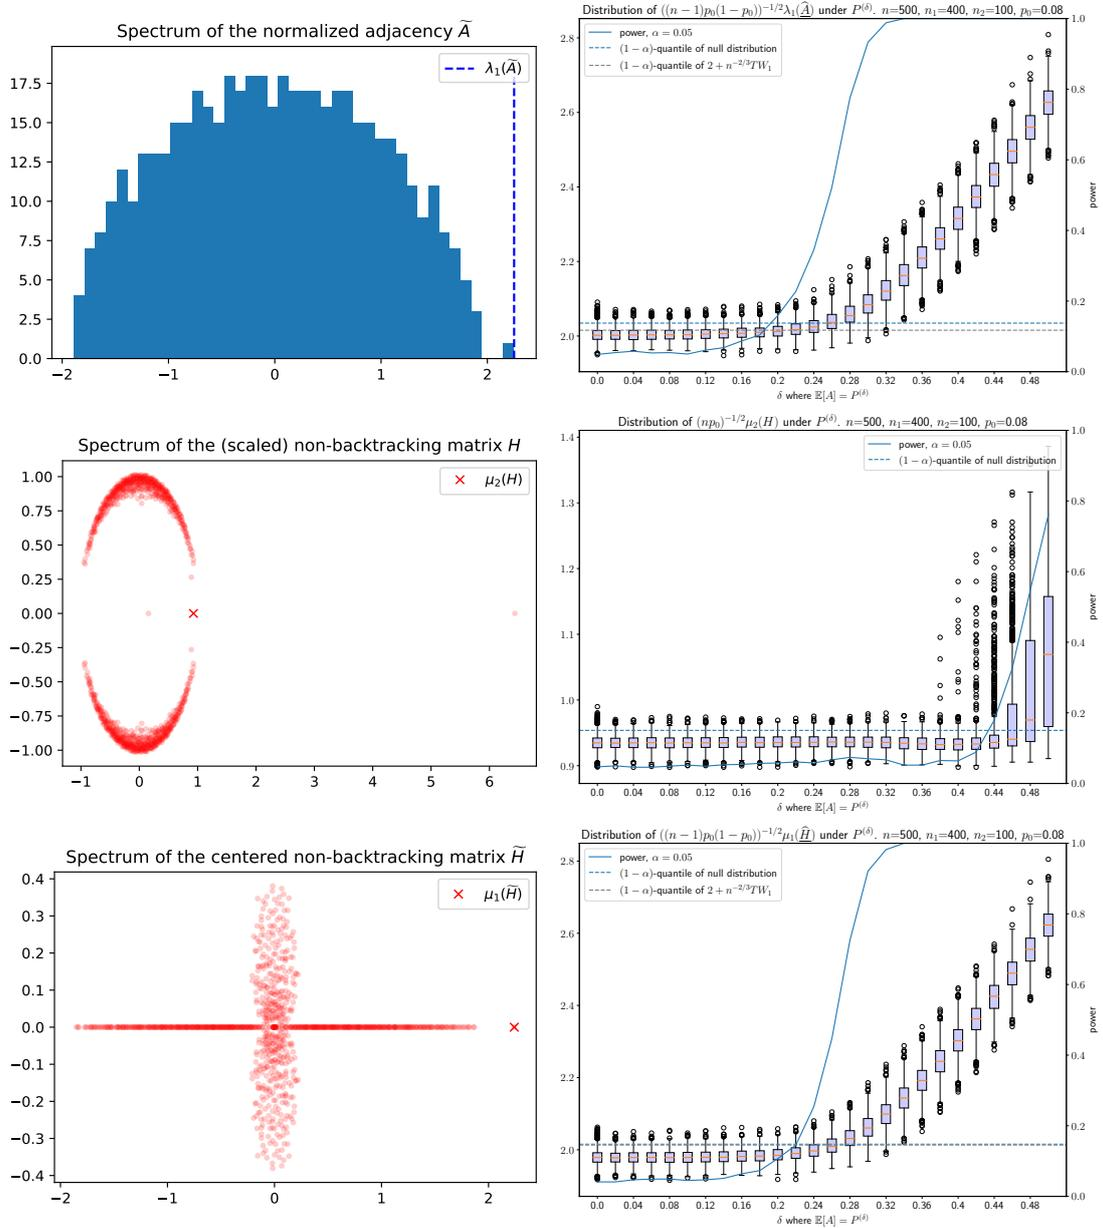 Spectrum of the normalized adjacency Ã
λ₁(Ã)
17.5
15.0
12.5
10.0
7.5
5.0
2.5
0.0
−2 −1 0 1 2
Distribution of ((n − 1)p₀(1 − p₀))^{−1/2}λ₁(\underline{\hat{A}}) under P^{(δ)}. n=500, n₁=400, n₂=100, p₀=0.08
power, α = 0.05
(1 − α)-quantile of null distribution
(1 − α)-quantile of 2 + n^{−2/3}TW₁
2.8
2.6
2.4
2.2
2.0
1.0
0.8
0.6
0.4
0.2
0.0
power
0.0 0.04 0.08 0.12 0.16 0.2 0.24 0.28 0.32 0.36 0.4 0.44 0.48
δ where 𝔼[A] = P^{(δ)}
Spectrum of the (scaled) non-backtracking matrix H
μ₂(H)
1.00
0.75
0.50
0.25
0.00
−0.25
−0.50
−0.75
−1.00
−1 0 1 2 3 4 5 6
Distribution of (np₀)^{−1/2}μ₂(H) under P^{(δ)}. n=500, n₁=400, n₂=100, p₀=0.08
power, α = 0.05
(1 − α)-quantile of null distribution
1.4
1.3
1.2
1.1
1.0
0.9
1.0
0.8
0.6
0.4
0.2
0.0
power
0.0 0.04 0.08 0.12 0.16 0.2 0.24 0.28 0.32 0.36 0.4 0.44 0.48
δ where 𝔼[A] = P^{(δ)}
Spectrum of the centered non-backtracking matrix H̃
μ₁(H̃)
0.4
0.3
0.2
0.1
0.0
−0.1
−0.2
−0.3
−0.4
−2 −1 0 1 2
Distribution of ((n − 1)p₀(1 − p₀))^{−1/2}μ₁(\underline{\hat{H}}) under P^{(δ)}. n=500, n₁=400, n₂=100, p₀=0.08
power, α = 0.05
(1 − α)-quantile of null distribution
(1 − α)-quantile of 2 + n^{−2/3}TW₁
2.8
2.6
2.4
2.2
2.0
1.0
0.8
0.6
0.4
0.2
0.0
power
0.0 0.04 0.08 0.12 0.16 0.2 0.24 0.28 0.32 0.36 0.4 0.44 0.48
δ where 𝔼[A] = P^{(δ)}